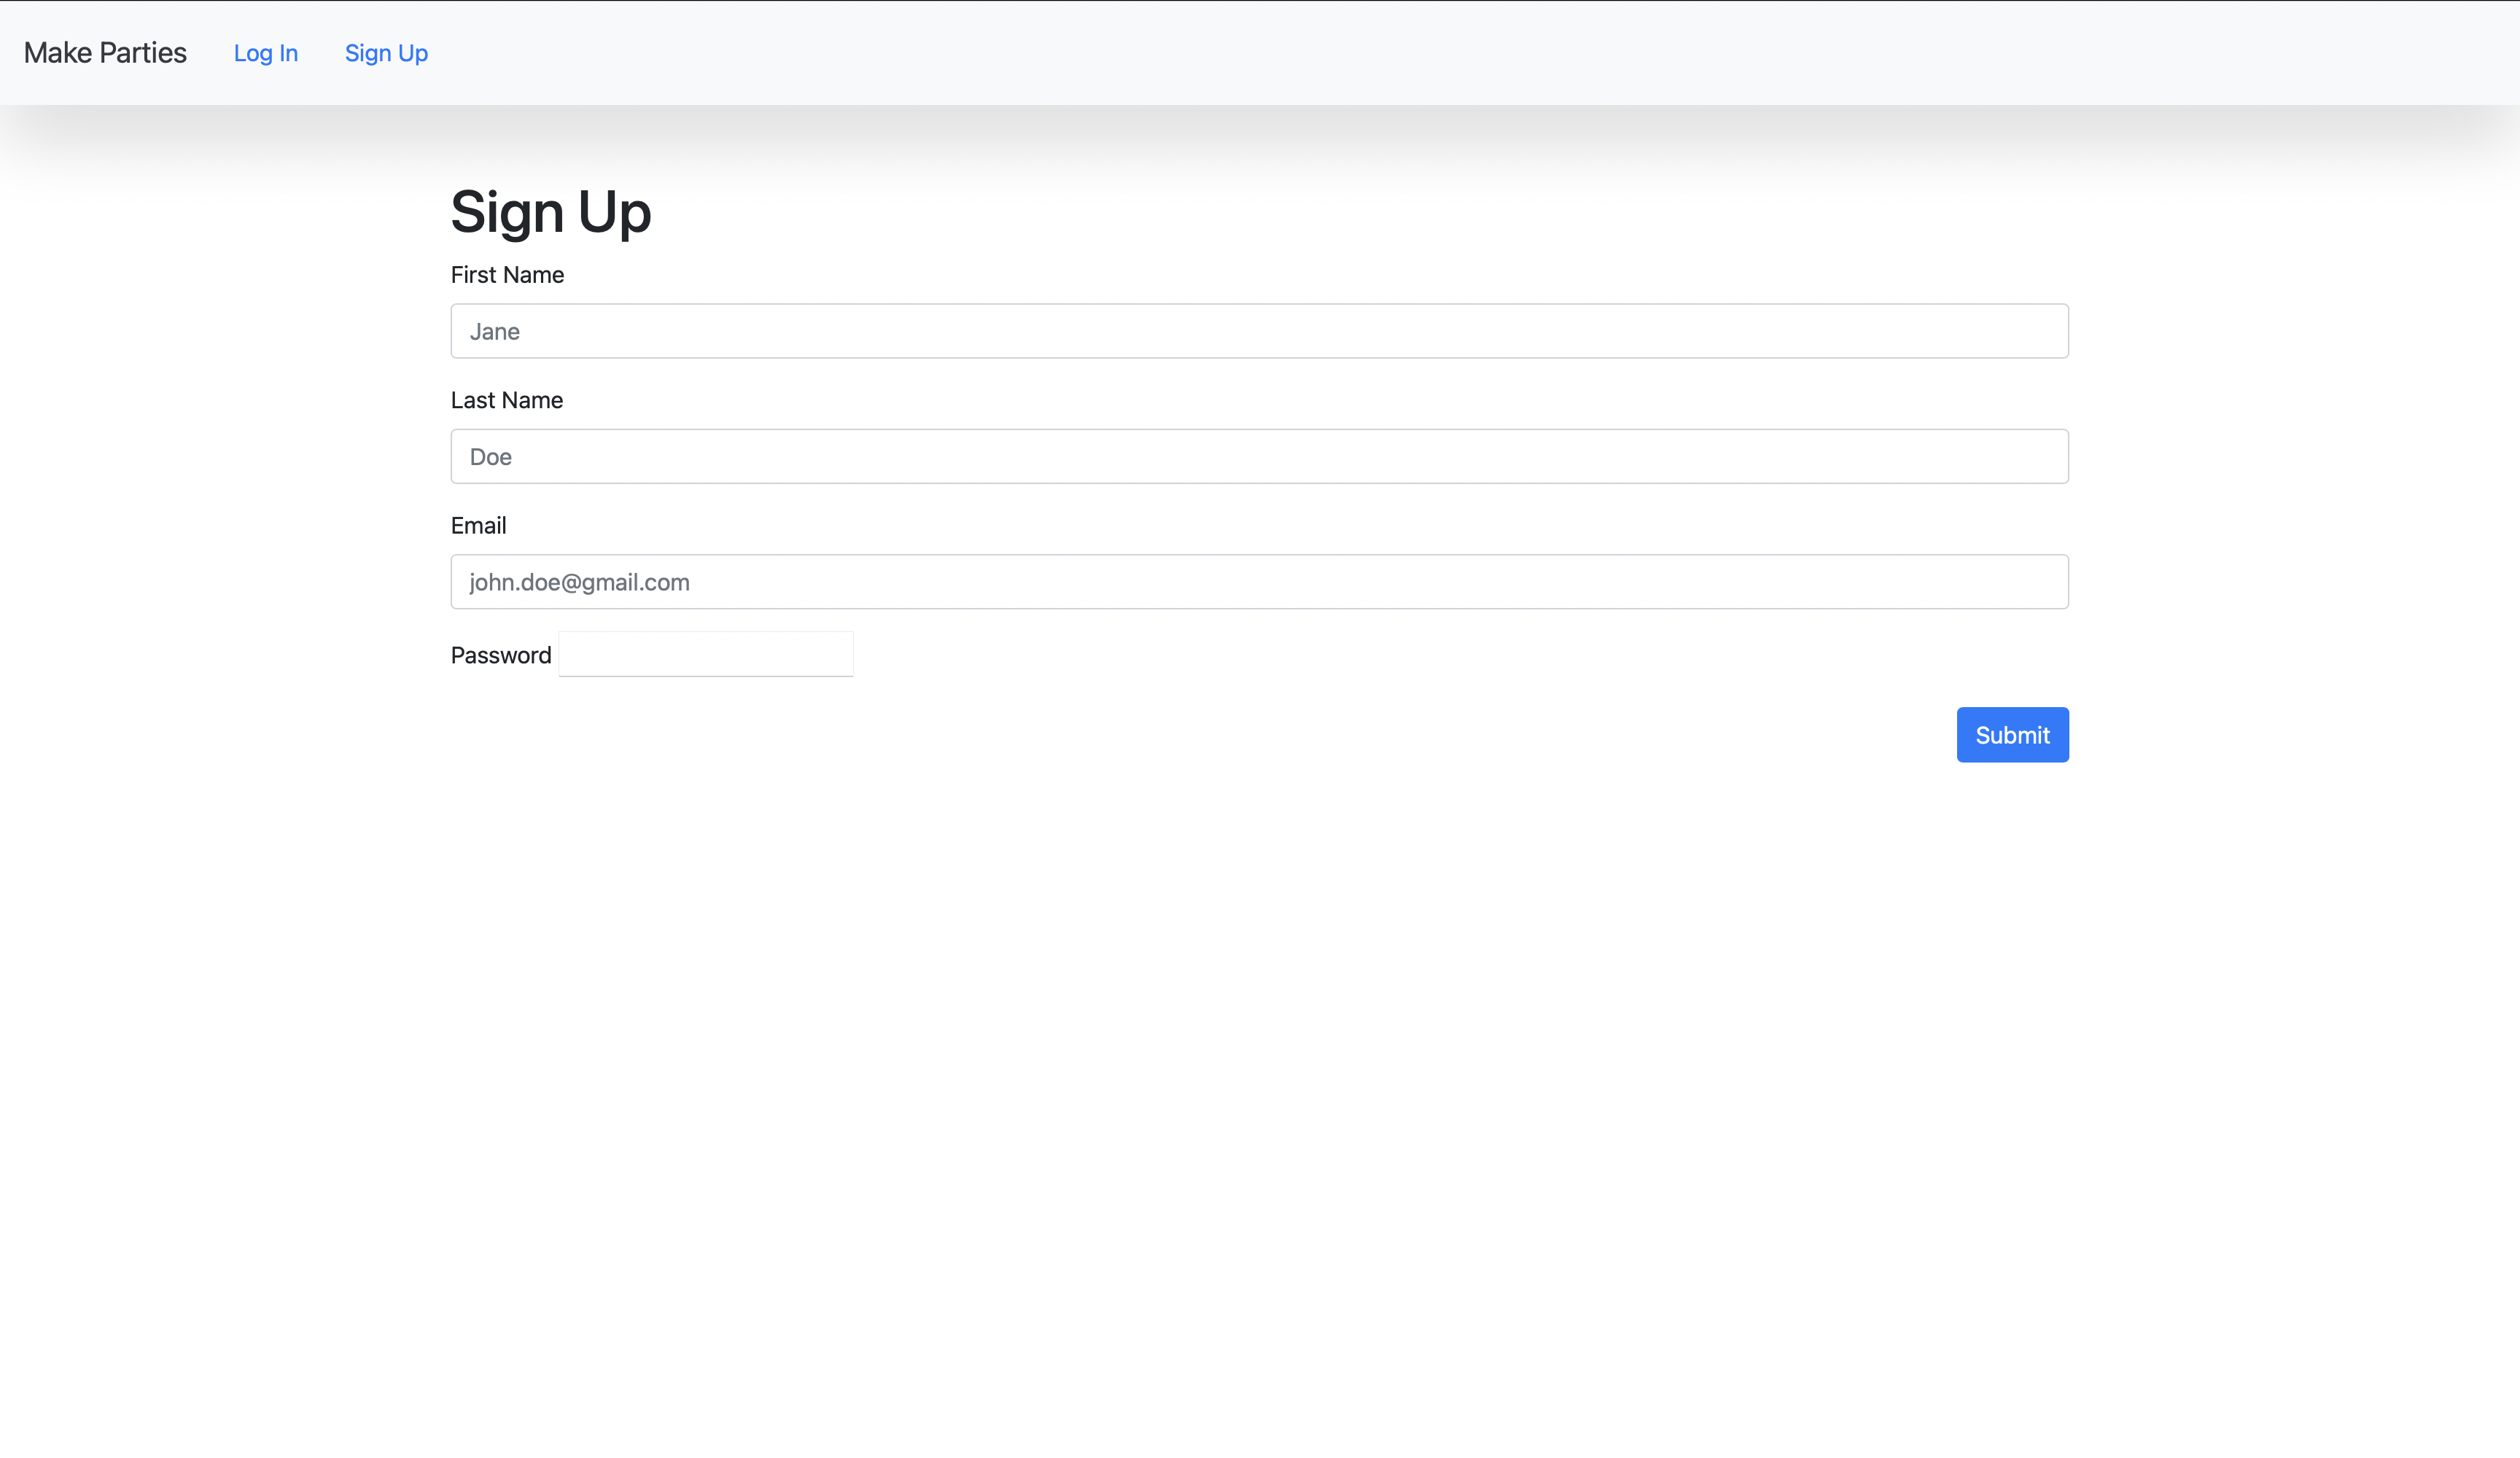 Make Parties Log In Sign Up
Sign Up
First Name
Jane
Last Name
Doe
Email
john.doe@gmail.com
Password
Submit